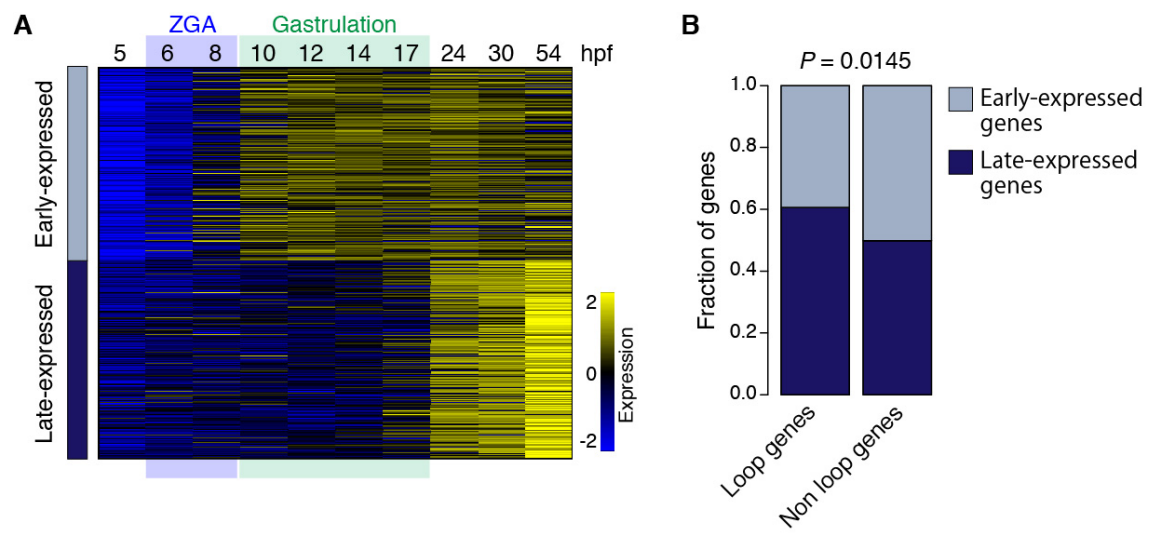 A
ZGA
Gastrulation
5 6 8 10 12 14 17 24 30 54 hpf
Early-expressed
Late-expressed
2
0
-2
Expression
B
P = 0.0145
1.0
0.8
0.6
0.4
0.2
0.0
Fraction of genes
Loop genes
Non loop genes
Early-expressed
genes
Late-expressed
genes